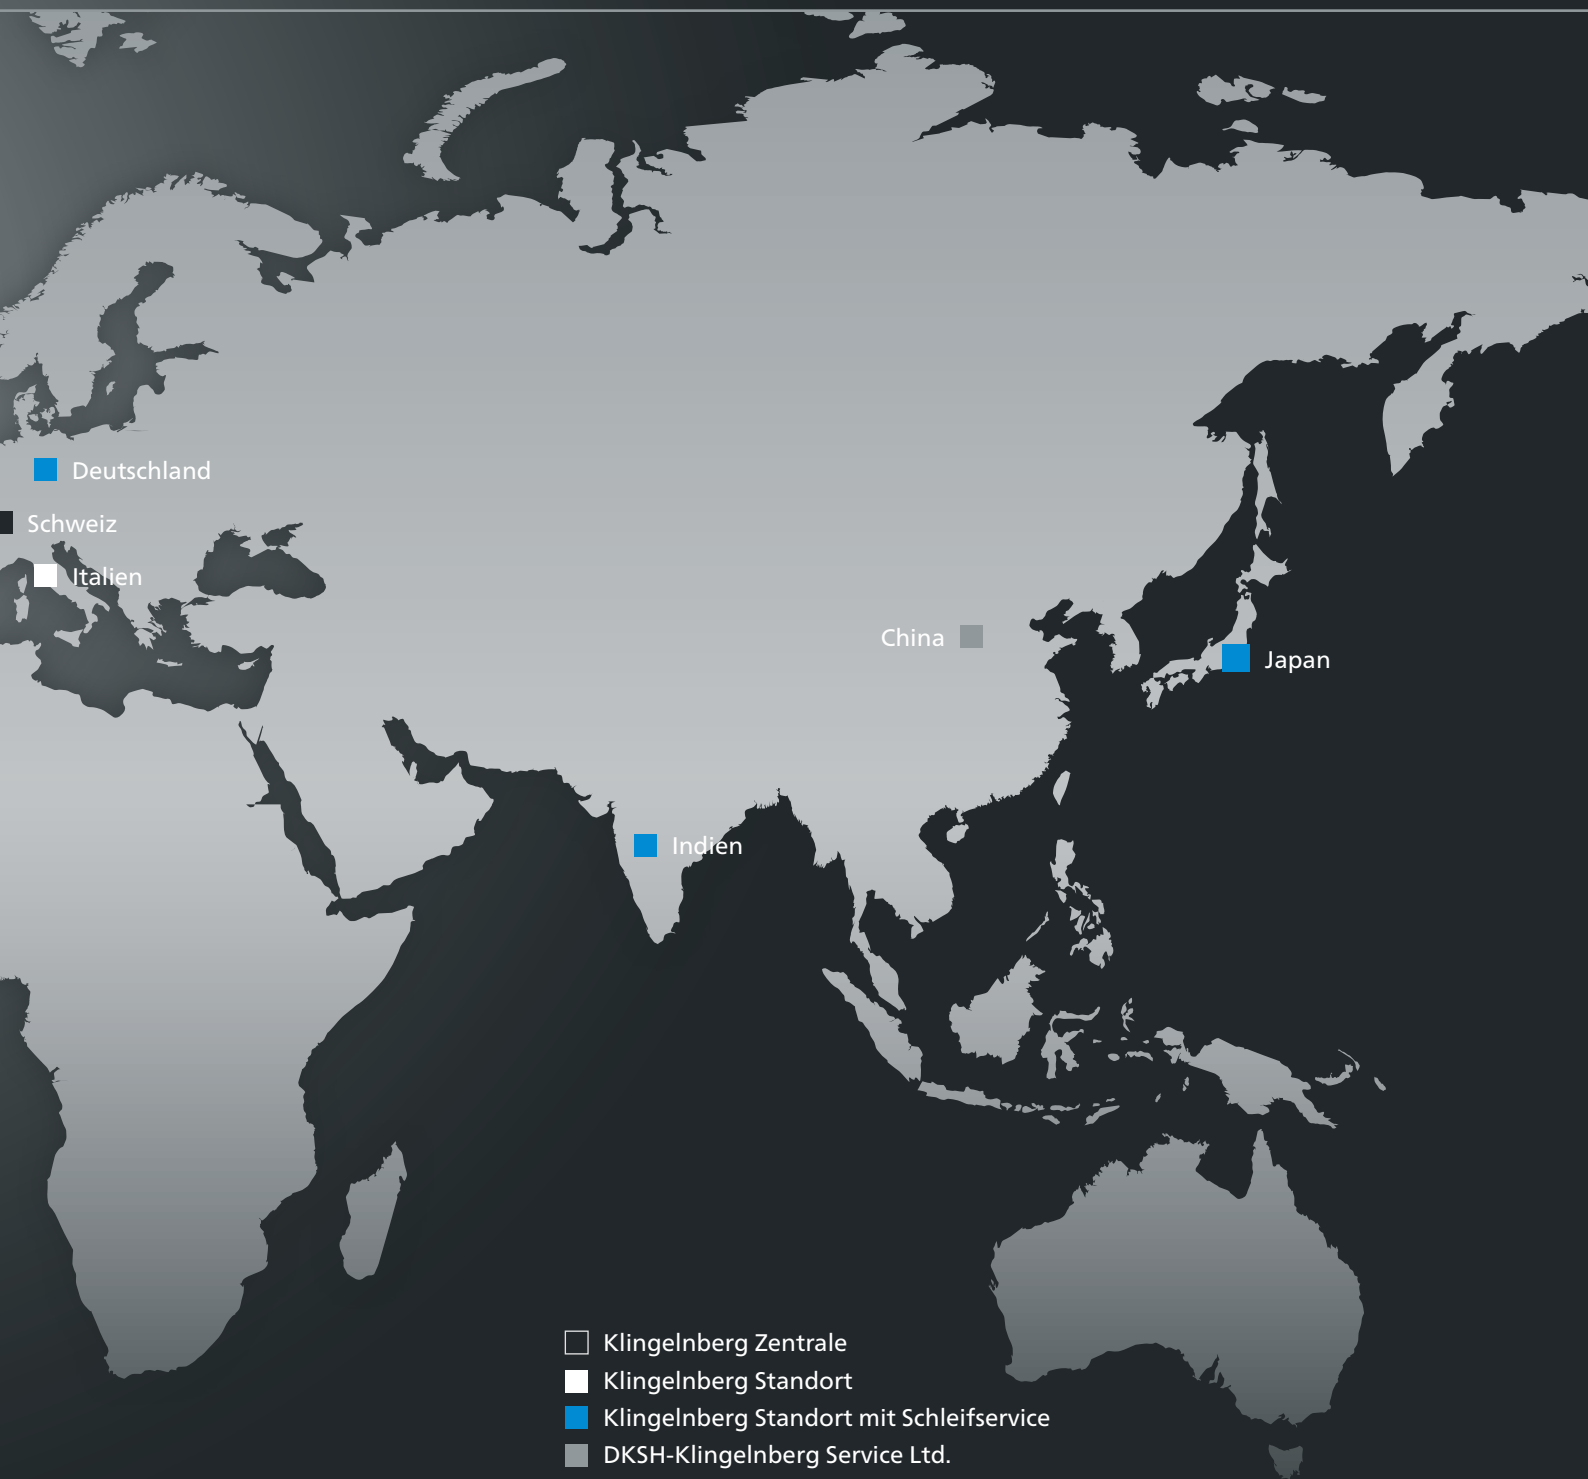 Deutschland
Schweiz
Italien
China
Japan
Indien
Klingelnberg Zentrale
Klingelnberg Standort
Klingelnberg Standort mit Schleifservice
DKSH-Klingelnberg Service Ltd.